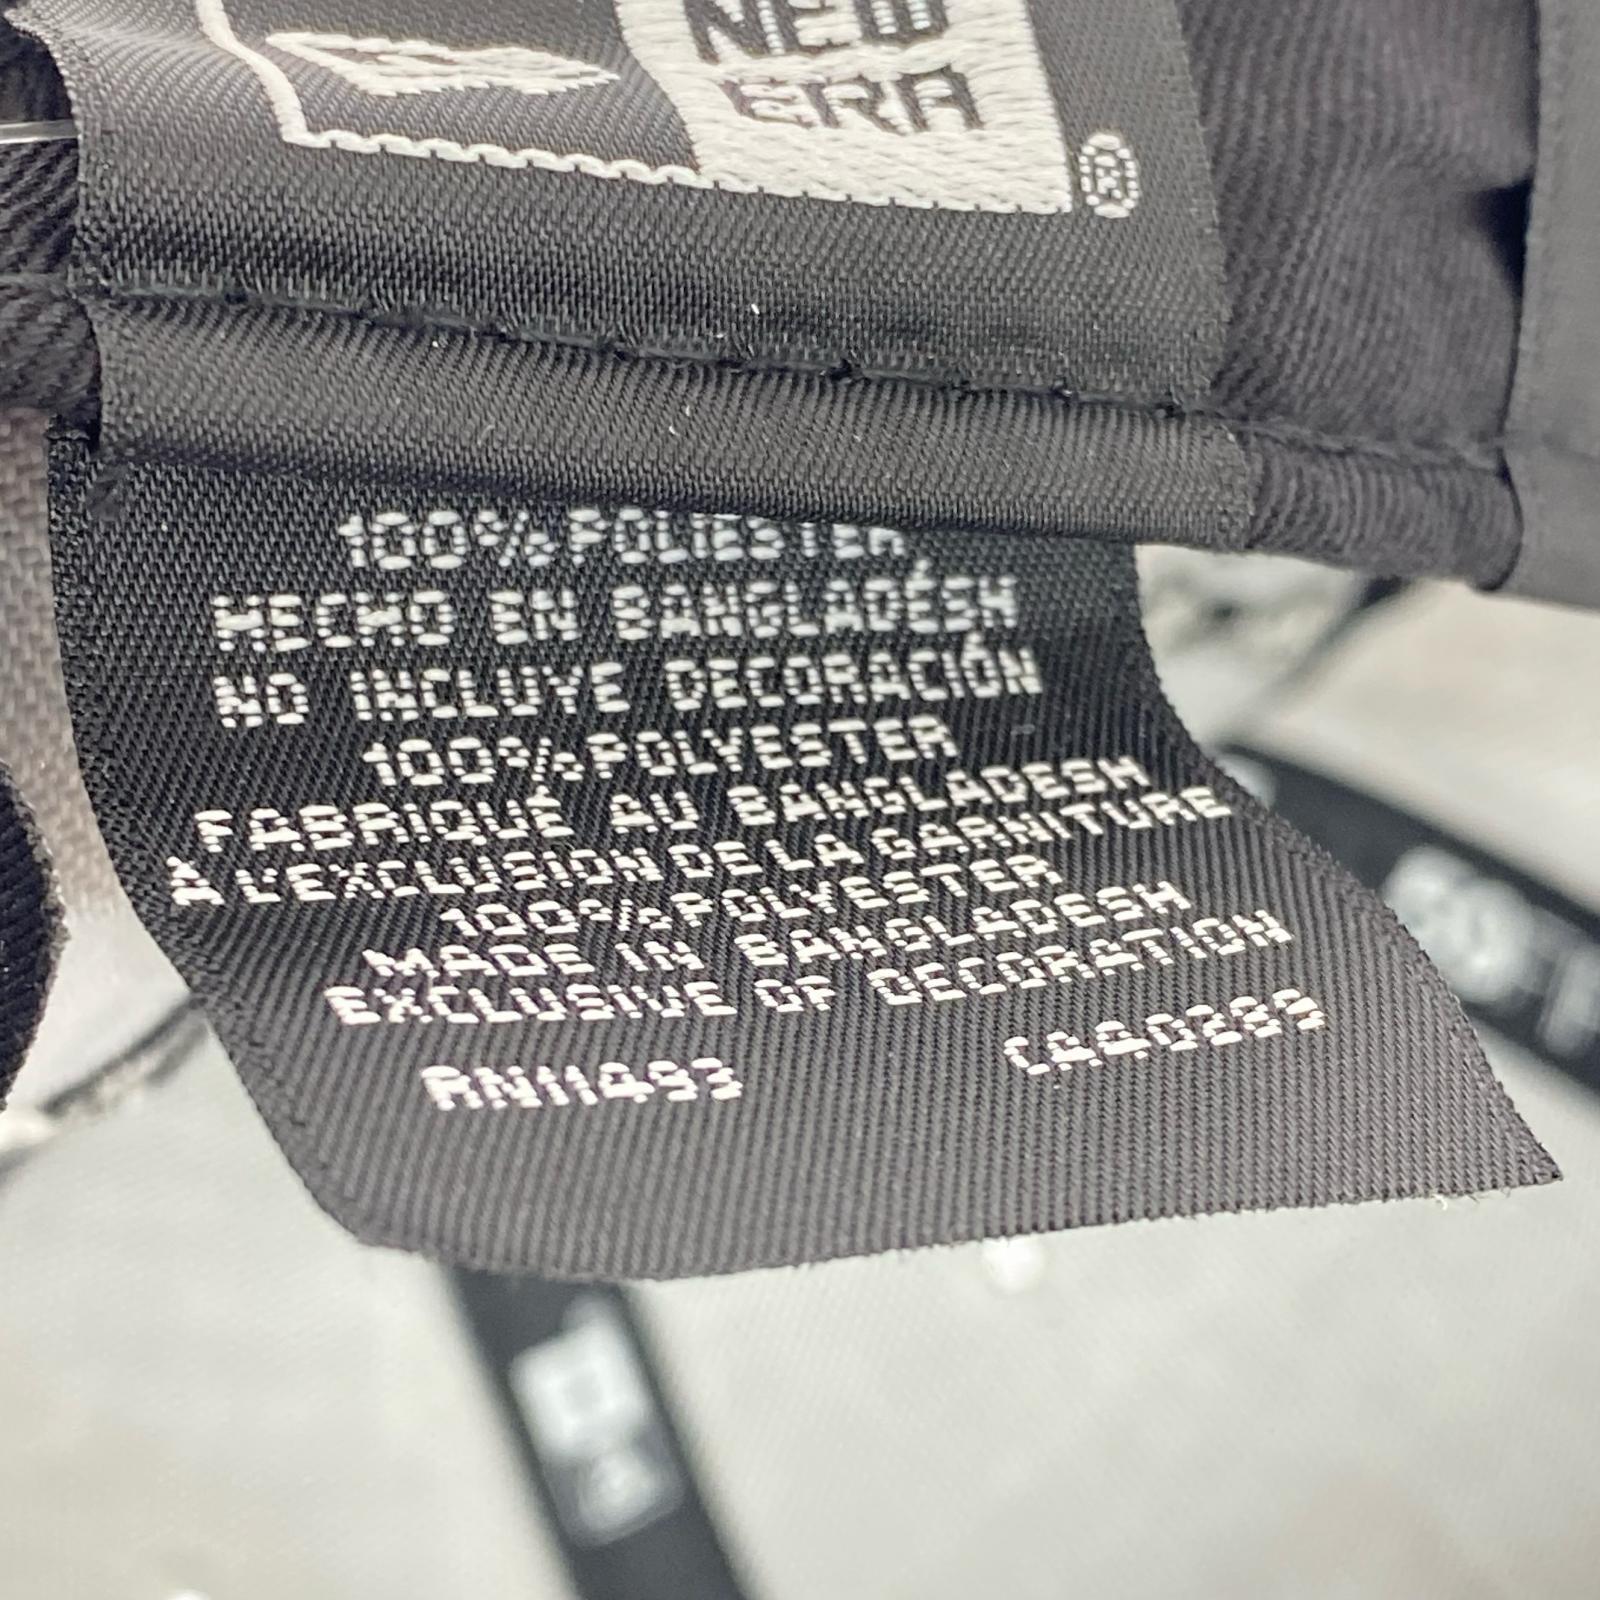 NEW
ERA
®
100% POLIESTER,
HECHO EN BANGLADÉSH
NO INCLUYE DECORACIÓN
100% POLYESTER
FABRIQUÉ AU BANGLADESH
À L'EXCLUSION DE LA GARNITURE
100% POLYESTER
MADE IN BANGLADESH
EXCLUSIVE OF DECORATION
RN11493